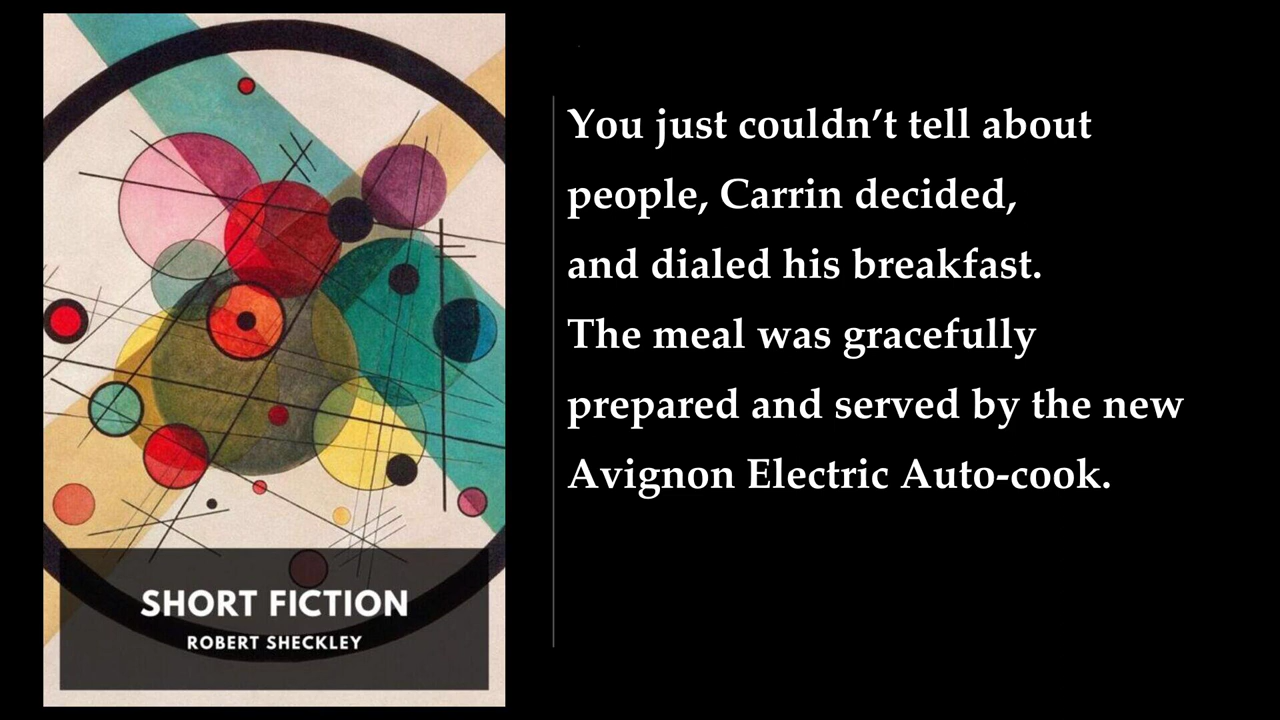 SHORT FICTION
ROBERT SHECKLEY
You just couldn’t tell about
people, Carrin decided,
and dialed his breakfast.
The meal was gracefully
prepared and served by the new
Avignon Electric Auto-cook.